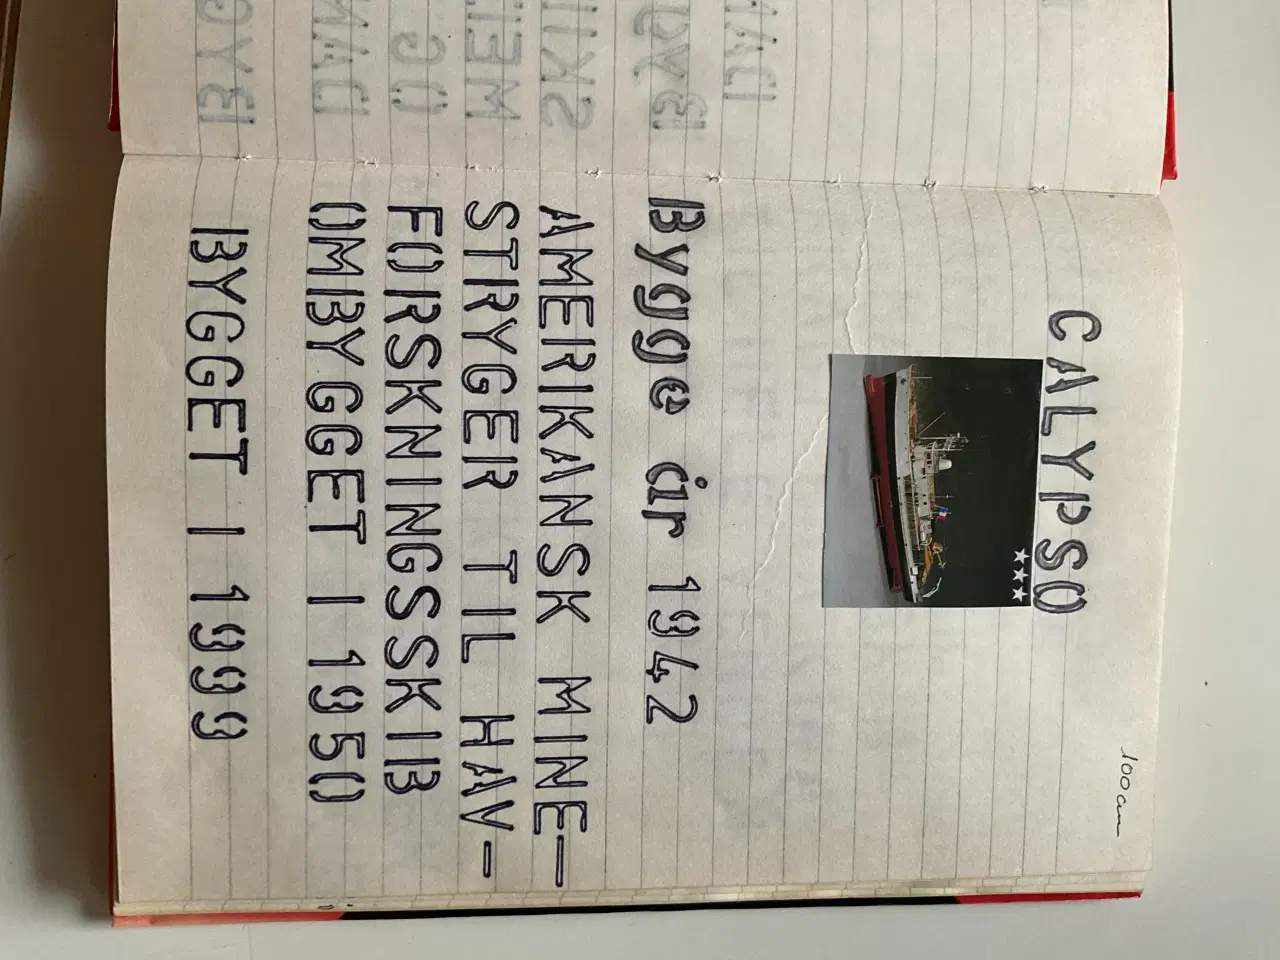 100 cm
CALYPSO
Bygge år 1942
AMERIKANSK MINE-
STRYGER TIL HAV-
FORSKNINGSSKIB
OMBYGGET I 1950
BYGGET I 1999